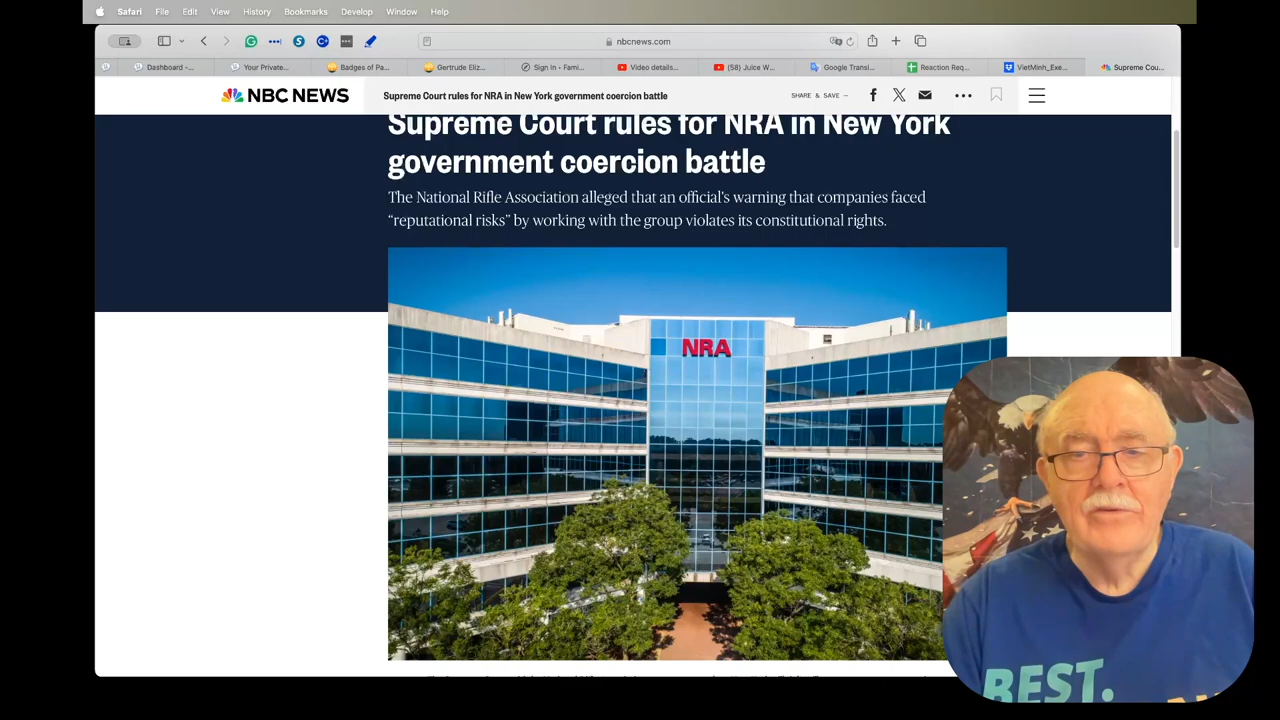 Safari File Edit View History Bookmarks Develop Window Help
nbcnews.com
Dashboard -... Your Private... Badges of Pa... Gertrude Eliz... Sign In - Fami... Video details... (58) Juice W... Google Transl... Reaction Req... VietMinh_Exe... Supreme Cou...
NBC NEWS Supreme Court rules for NRA in New York government coercion battle SHARE & SAVE —
Supreme Court rules for NRA in New York
government coercion battle
The National Rifle Association alleged that an official's warning that companies faced
“reputational risks” by working with the group violates its constitutional rights.
NRA
BEST.